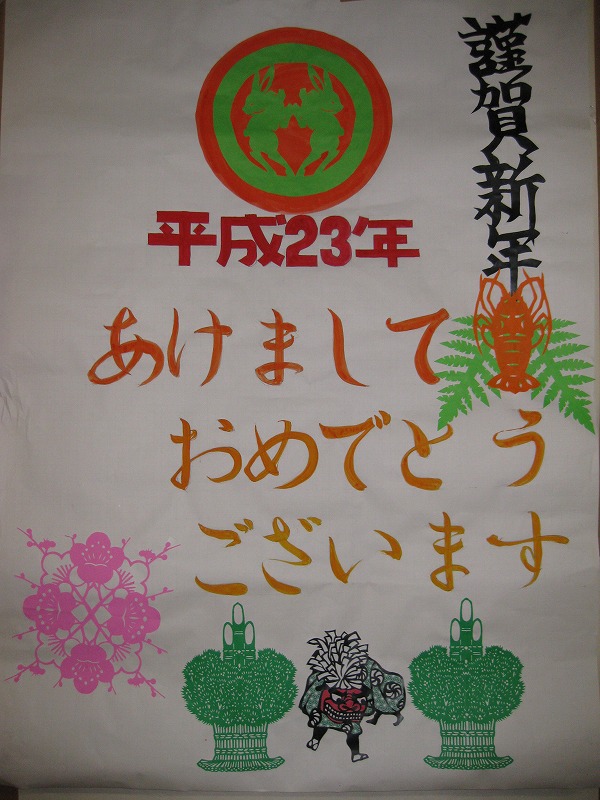 謹賀新年
平成23年
あけまして
おめでとう
ございます